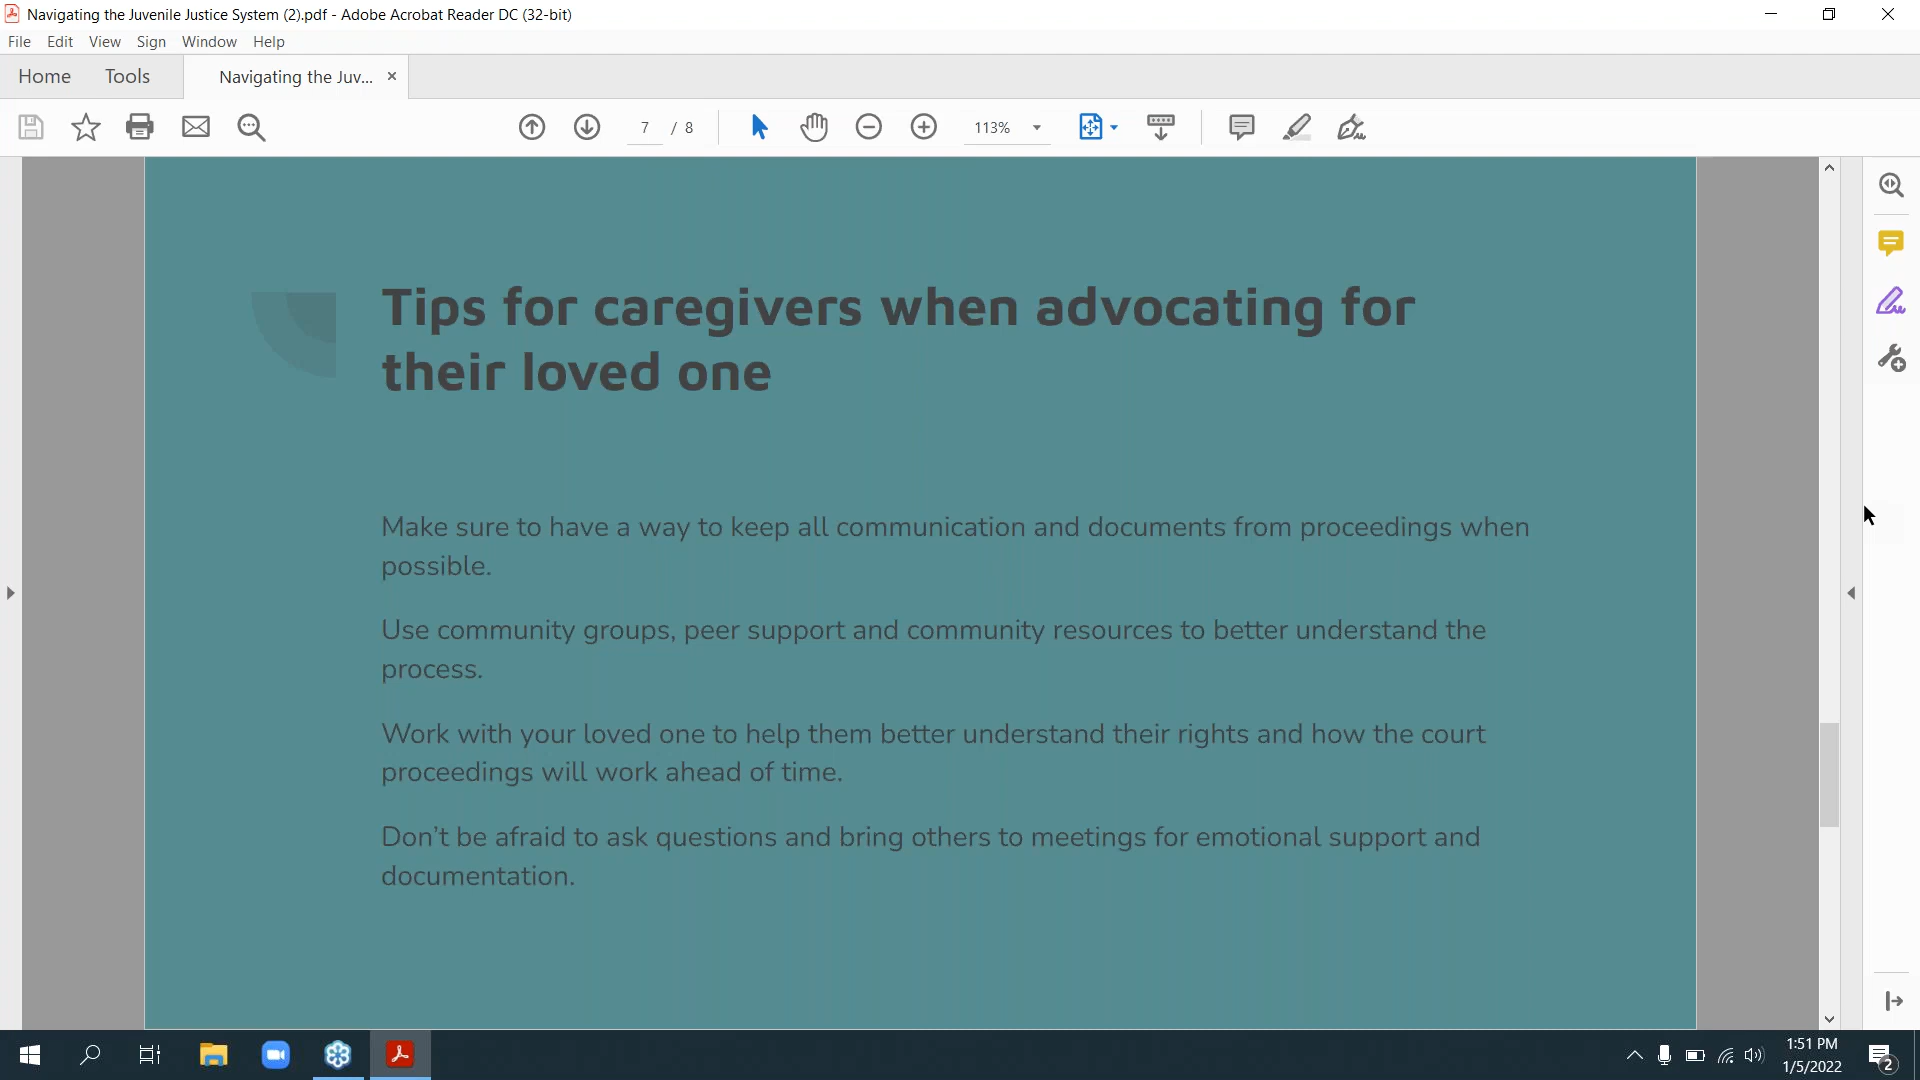 Navigating the Juvenile Justice System (2).pdf - Adobe Acrobat Reader DC (32-bit)
File Edit View Sign Window Help
Home Tools Navigating the Juv... ×
7 / 8 113%
Tips for caregivers when advocating for
their loved one
Make sure to have a way to keep all communication and documents from proceedings when
possible.
Use community groups, peer support and community resources to better understand the
process.
Work with your loved one to help them better understand their rights and how the court
proceedings will work ahead of time.
Don't be afraid to ask questions and bring others to meetings for emotional support and
documentation.
1:51 PM
1/5/2022
2